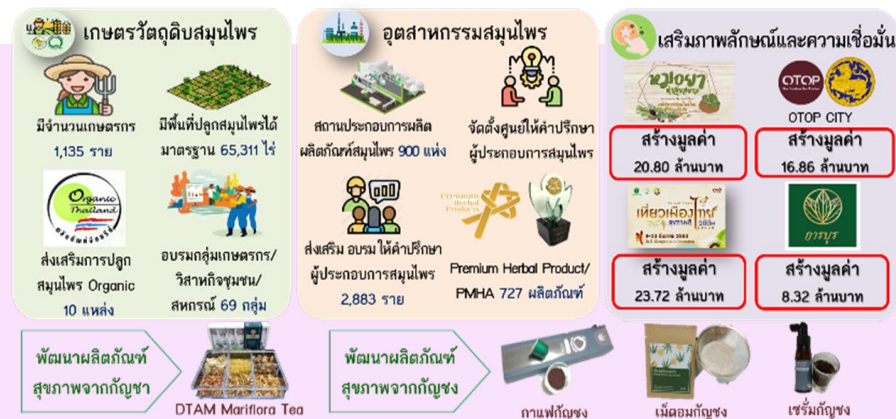 เกษตรวัตถุดิบสมุนไพร
มีจำนวนเกษตรกร
1,135 ราย
มีพื้นที่ปลูกสมุนไพรได้
มาตรฐาน 65,311 ไร่
Organic
Thailand
ส่งเสริมการปลูก
สมุนไพร Organic
10 แหล่ง
อบรมกลุ่มเกษตรกร/
วิสาหกิจชุมชน/
สหกรณ์ 69 กลุ่ม
อุตสาหกรรมสมุนไพร
สถานประกอบการผลิต
ผลิตภัณฑ์สมุนไพร 900 แห่ง
จัดตั้งศูนย์ให้คำปรึกษา
ผู้ประกอบการสมุนไพร
ส่งเสริม อบรม ให้คำปรึกษา
ผู้ประกอบการสมุนไพร
2,883 ราย
Premium
Herbal
Products
Premium Herbal Product/
PMHA 727 ผลิตภัณฑ์
เสริมภาพลักษณ์และความเชื่อมั่น
หมอยา
OTOP
OTOP CITY
สร้างมูลค่า
20.80 ล้านบาท
สร้างมูลค่า
16.86 ล้านบาท
เที่ยวเมืองไทย
สร้างมูลค่า
23.72 ล้านบาท
สร้างมูลค่า
8.32 ล้านบาท
พัฒนาผลิตภัณฑ์
สุขภาพจากกัญชา
DTAM Mariflora Tea
พัฒนาผลิตภัณฑ์
สุขภาพจากกัญชง
กาแฟกัญชง
เม็ดอมกัญชง
เซรั่มกัญชง